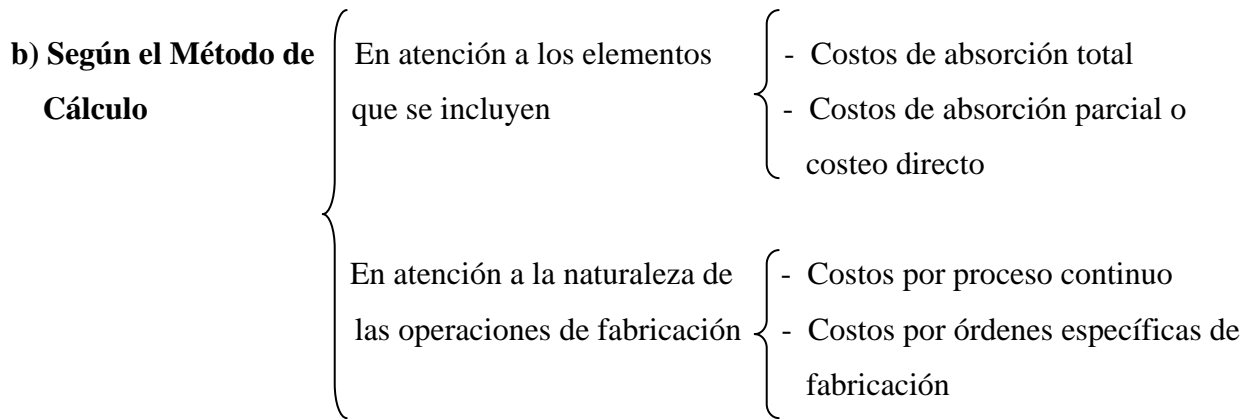 b) Según el Método de Cálculo
En atención a los elementos
que se incluyen
- Costos de absorción total
- Costos de absorción parcial o
costeo directo
En atención a la naturaleza de
las operaciones de fabricación
- Costos por proceso continuo
- Costos por órdenes específicas de
fabricación